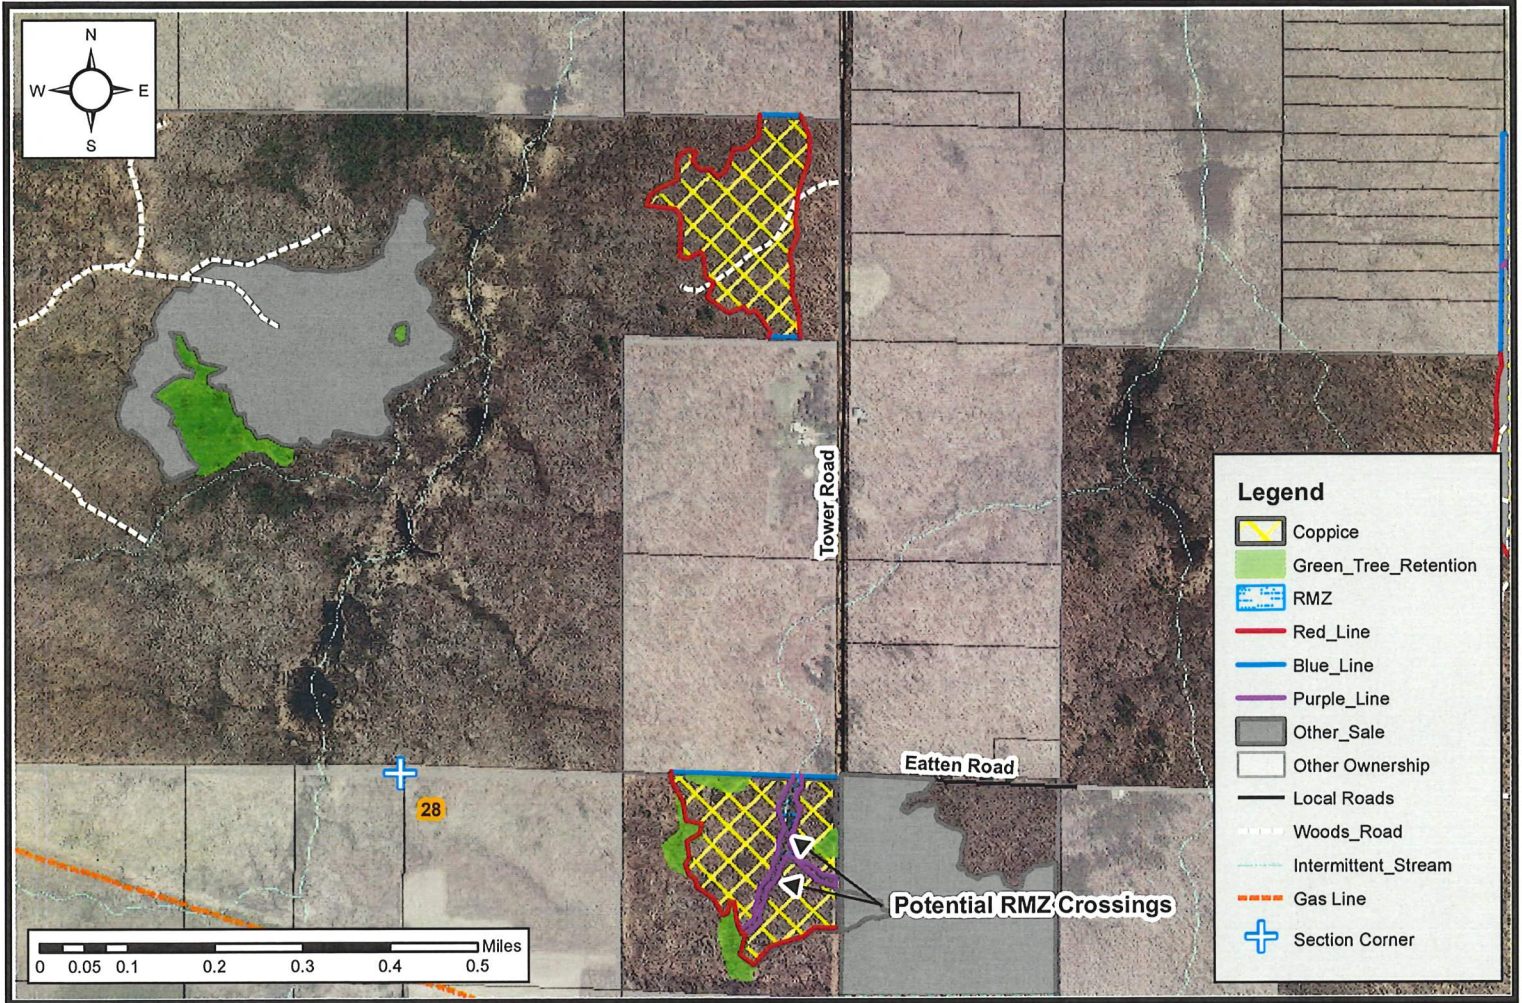 N
W E
S
Tower Road
Eatten Road
28
Potential RMZ Crossings
Legend
Coppice
Green_Tree_Retention
RMZ
Red_Line
Blue_Line
Purple_Line
Other_Sale
Other Ownership
Local Roads
Woods_Road
Intermittent_Stream
Gas Line
Section Corner
Miles
0 0.05 0.1 0.2 0.3 0.4 0.5